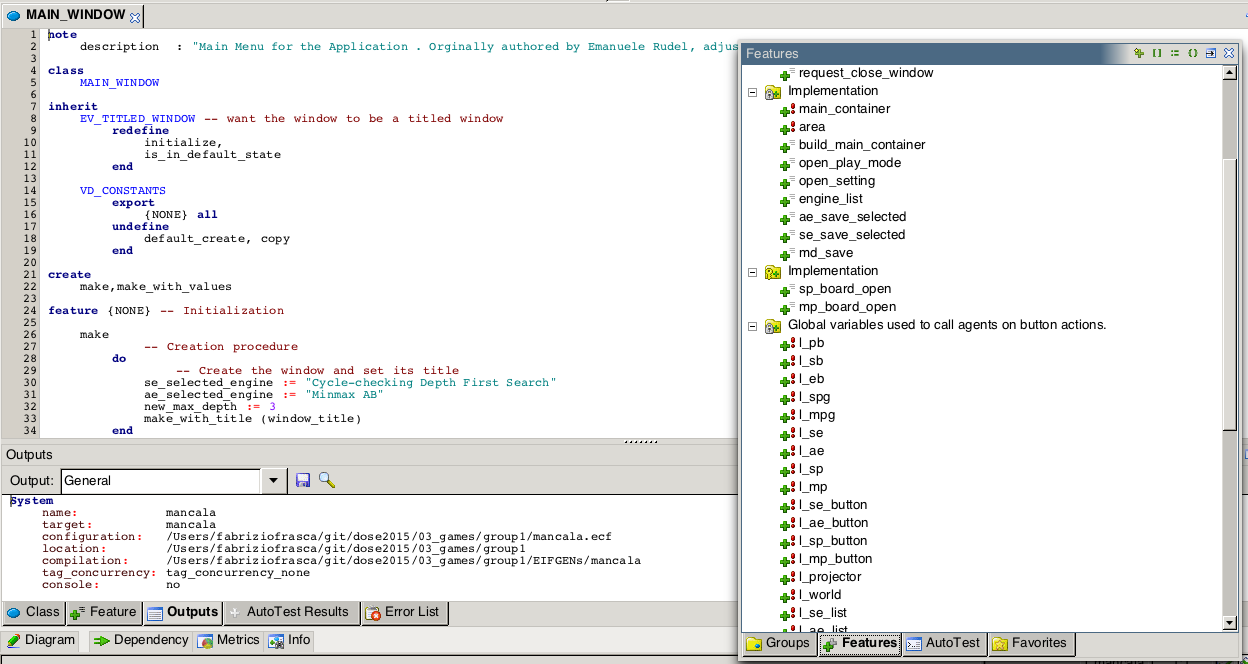 MAIN_WINDOW
1 note
2 description : "Main Menu for the Application . Orginally authored by Emanuele Rudel, adjus
3
4 class
5 MAIN_WINDOW
6
7 inherit
8 EV_TITLED_WINDOW -- want the window to be a titled window
9 redefine
10 initialize,
11 is_in_default_state
12 end
13
14 VD_CONSTANTS
15 export
16 {NONE} all
17 undefine
18 default_create, copy
19 end
20
21 create
22 make,make_with_values
23
24 feature {NONE} -- Initialization
25
26 make
27 -- Creation procedure
28 do
29 -- Create the window and set its title
30 se_selected_engine := "Cycle-checking Depth First Search"
31 ae_selected_engine := "Minmax AB"
32 new_max_depth := 3
33 make_with_title (window_title)
34 end
Outputs
Output: General
System
name: mancala
target: mancala
configuration: /Users/fabriziofrasca/git/dose2015/03_games/group1/mancala.ecf
location: /Users/fabriziofrasca/git/dose2015/03_games/group1
compilation: /Users/fabriziofrasca/git/dose2015/03_games/group1/EIFGENs/mancala
tag_concurrency: tag_concurrency_none
console: no
Class Feature Outputs AutoTest Results Error List
Diagram Dependency Metrics Info
Features
request_close_window
Implementation
main_container
area
build_main_container
open_play_mode
open_setting
engine_list
ae_save_selected
se_save_selected
md_save
Implementation
sp_board_open
mp_board_open
Global variables used to call agents on button actions.
l_pb
l_sb
l_eb
l_spg
l_mpg
l_se
l_ae
l_sp
l_mp
l_se_button
l_ae_button
l_sp_button
l_mp_button
l_projector
l_world
l_se_list
l_ae_list
Groups Features AutoTest Favorites